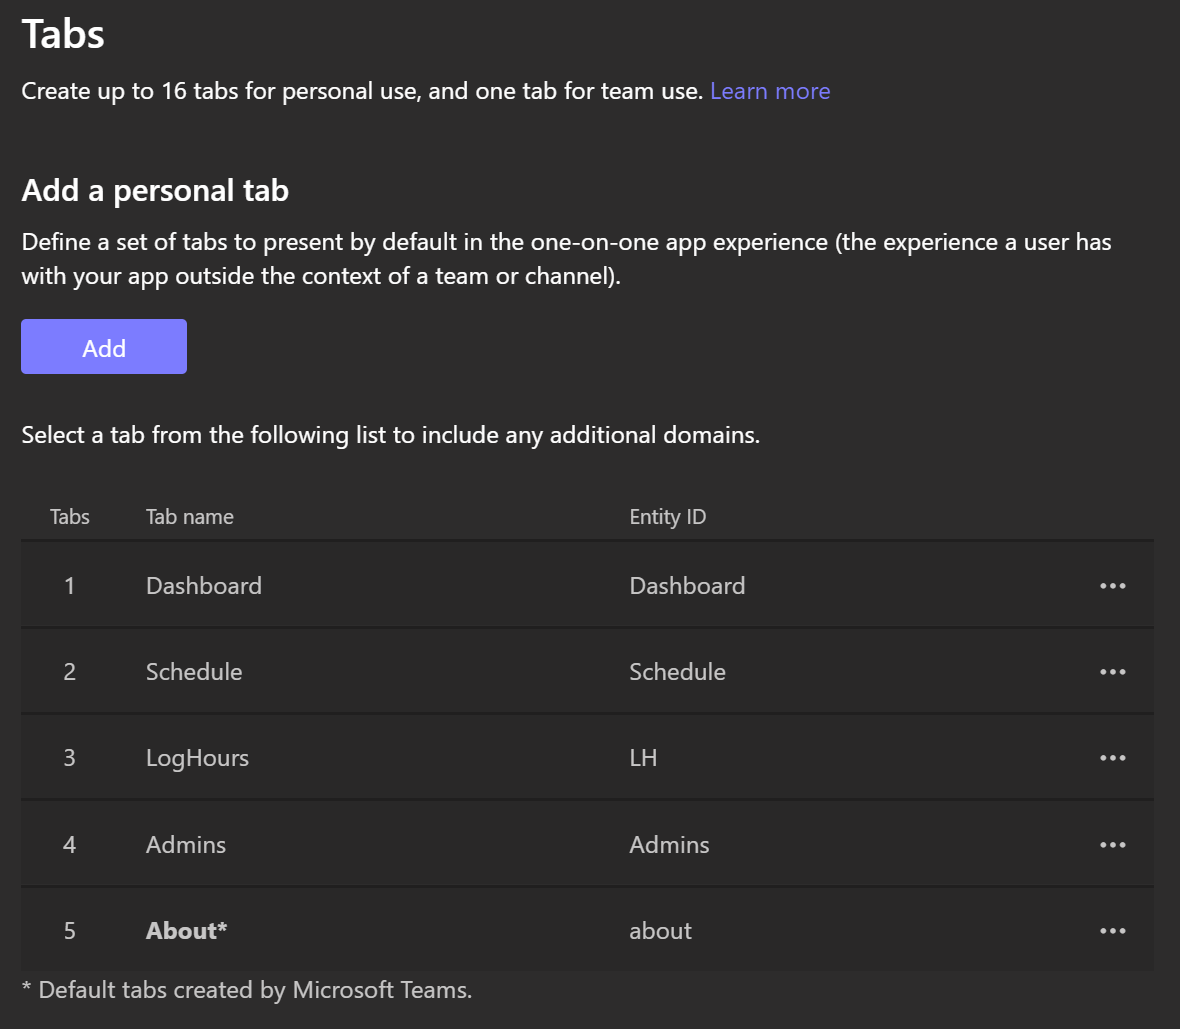 Tabs
Create up to 16 tabs for personal use, and one tab for team use. Learn more
Add a personal tab
Define a set of tabs to present by default in the one-on-one app experience (the experience a user has
with your app outside the context of a team or channel).
Add
Select a tab from the following list to include any additional domains.
Tabs Tab name Entity ID
1 Dashboard Dashboard
2 Schedule Schedule
3 LogHours LH
4 Admins Admins
5 About* about
* Default tabs created by Microsoft Teams.